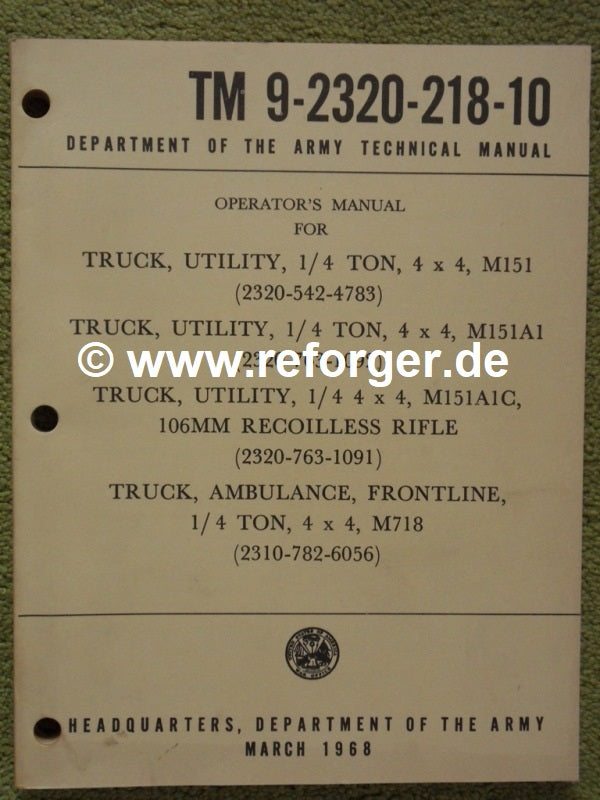 TM 9-2320-218-10
DEPARTMENT OF THE ARMY TECHNICAL MANUAL
OPERATOR'S MANUAL
FOR
TRUCK, UTILITY, 1/4 TON, 4 x 4, M151
(2320-542-4783)
TRUCK, UTILITY, 1/4 TON, 4 x 4, M151A1
© www.reforger.de
TRUCK, UTILITY, 1/4 4 x 4, M151A1C,
106MM RECOILLESS RIFLE
(2320-763-1091)
TRUCK, AMBULANCE, FRONTLINE,
1/4 TON, 4 x 4, M718
(2310-782-6056)
HEADQUARTERS, DEPARTMENT OF THE ARMY
MARCH 1968